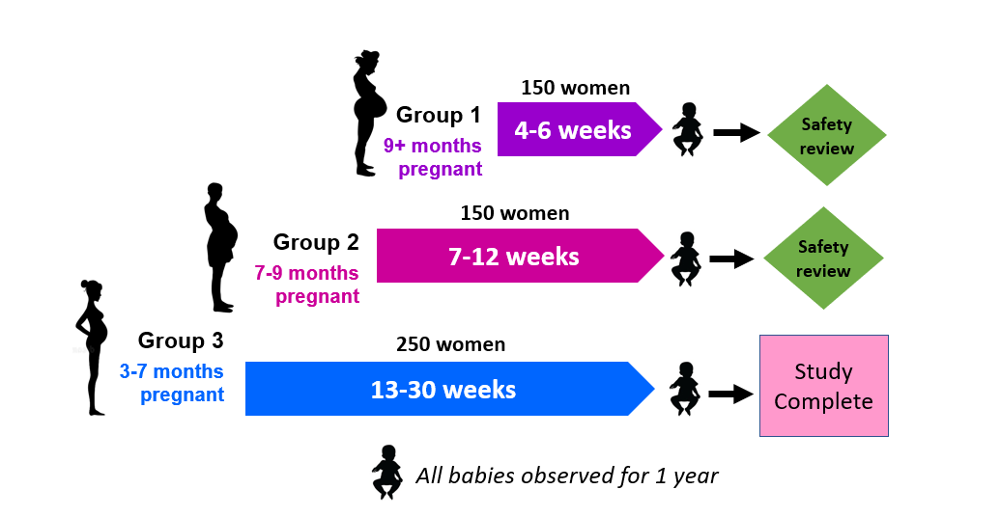 150 women
Group 1
4-6 weeks
9+ months
pregnant
Safety
review
150 women
Group 2
7-12 weeks
7-9 months
pregnant
Safety
review
250 women
Group 3
13-30 weeks
3-7 months
pregnant
Study
Complete
All babies observed for 1 year